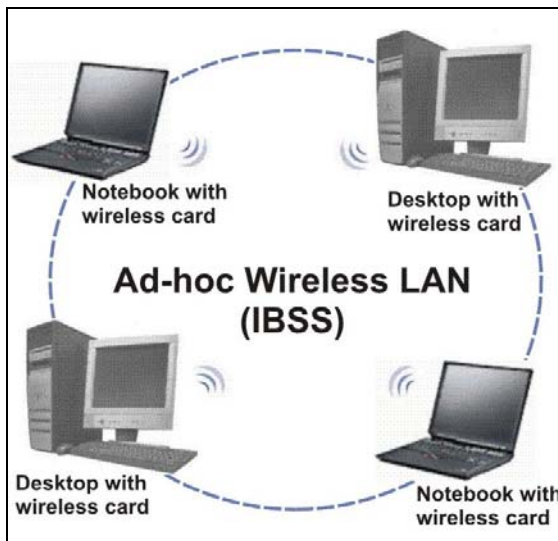 Notebook with
wireless card
Desktop with
wireless card
Ad-hoc Wireless LAN
(IBSS)
Desktop with
wireless card
Notebook with
wireless card